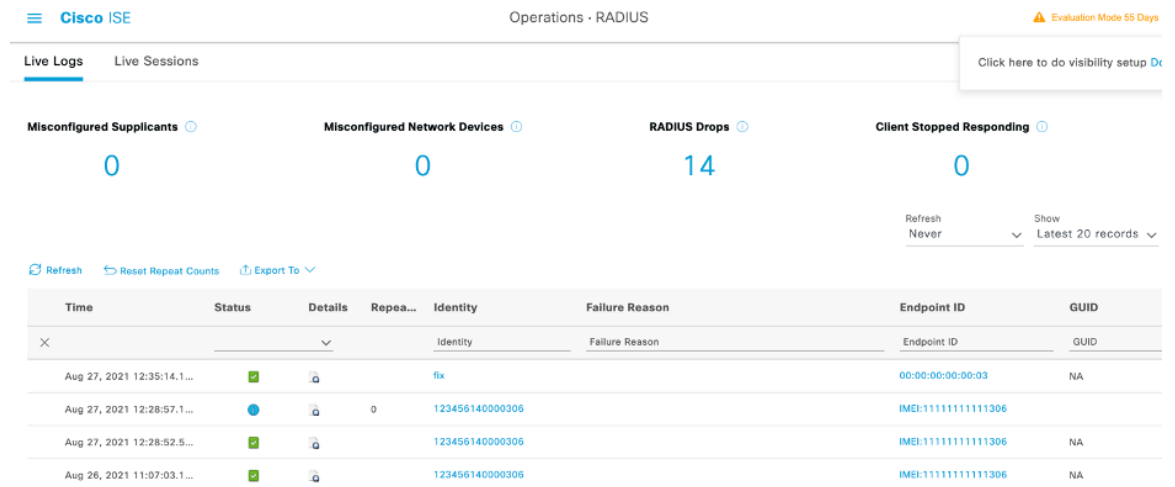 Cisco ISE
Operations · RADIUS
Evaluation Mode 55 Days
Live Logs Live Sessions
Click here to do visibility setup Do
Misconfigured Supplicants Misconfigured Network Devices RADIUS Drops Client Stopped Responding
0 0 14 0
Refresh Show
Never Latest 20 records
Refresh Reset Repeat Counts Export To
Time Status Details Repea... Identity Failure Reason Endpoint ID GUID
Identity Failure Reason Endpoint ID GUID
Aug 27, 2021 12:35:14.1... fix 00:00:00:00:00:03 NA
Aug 27, 2021 12:28:57.1... 0 123456140000306 IMEI:11111111111306
Aug 27, 2021 12:28:52.5... 123456140000306 IMEI:11111111111306 NA
Aug 26, 2021 11:07:03.1... 123456140000306 IMEI:11111111111306 NA